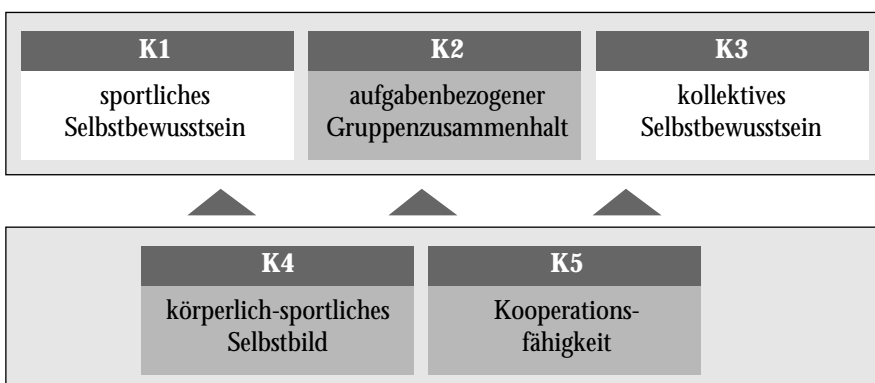 K1
K2
K3
sportliches
Selbstbewusstsein
aufgabenbezogener
Gruppenzusammenhalt
kollektives
Selbstbewusstsein
K4
K5
körperlich-sportliches
Selbstbild
Kooperations-
fähigkeit